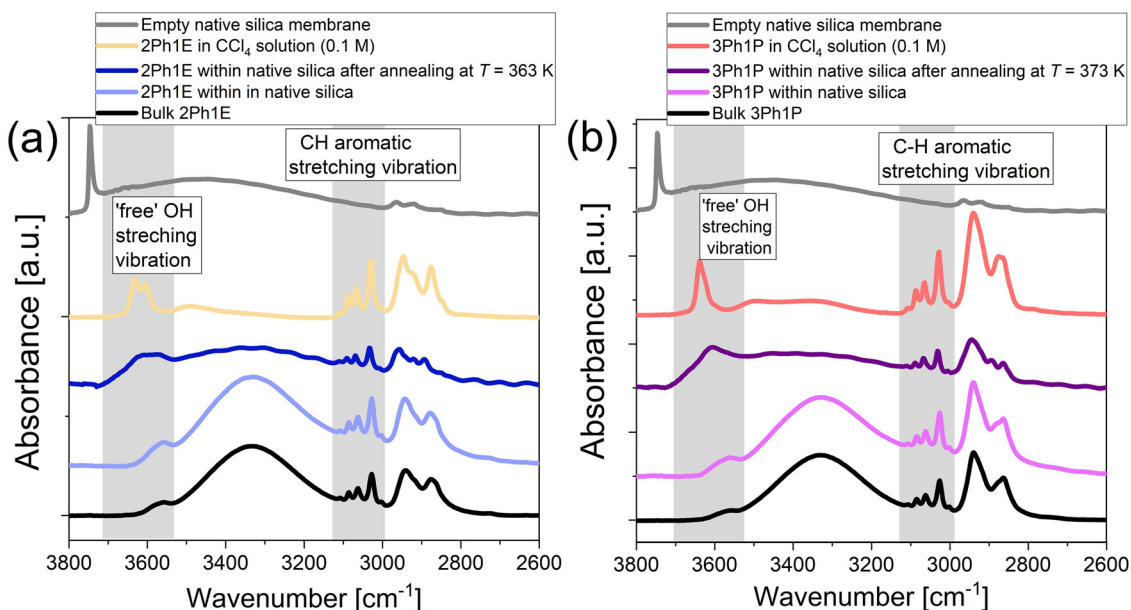 Empty native silica membrane
2Ph1E in CCl4 solution (0.1 M)
2Ph1E within native silica after annealing at T = 363 K
2Ph1E within in native silica
Bulk 2Ph1E
(a)
CH aromatic
stretching vibration
'free' OH
streching
vibration
Absorbance [a.u.]
3800 3600 3400 3200 3000 2800 2600
Wavenumber [cm-1]
Empty native silica membrane
3Ph1P in CCl4 solution (0.1 M)
3Ph1P within native silica after annealing at T = 373 K
3Ph1P within native silica
Bulk 3Ph1P
(b)
C-H aromatic
stretching vibration
'free' OH
streching
vibration
Absorbance [a.u.]
3800 3600 3400 3200 3000 2800 2600
Wavenumber [cm-1]